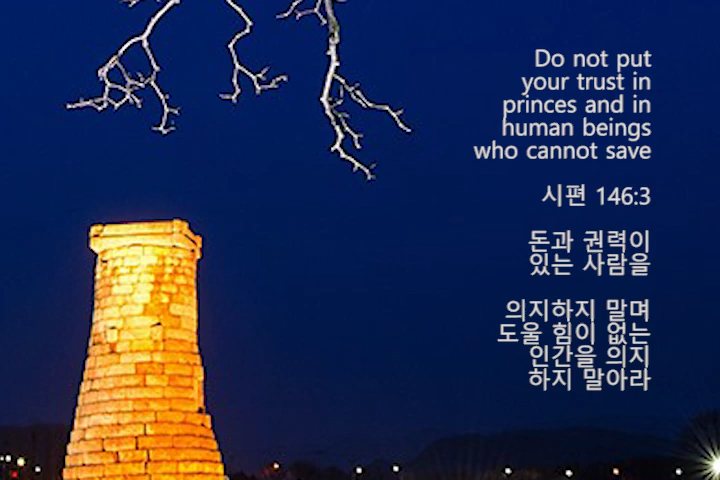 Do not put
your trust in
princes and in
human beings
who cannot save
시편 146:3
돈과 권력이
있는 사람을
의지하지 말며
도울 힘이 없는
인간을 의지
하지 말아라